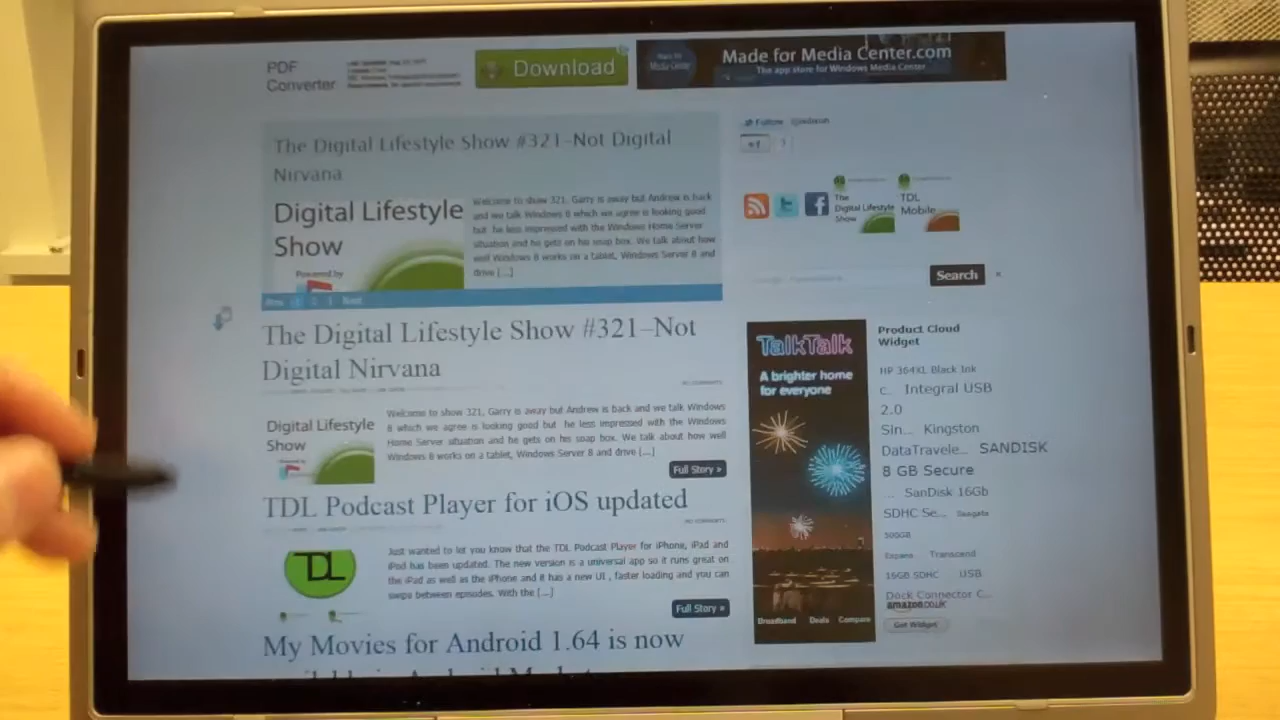 PDF
Converter
Download
Made for Media Center.com
The app store for Windows Media Center
The Digital Lifestyle Show #321–Not Digital
Nirvana
Digital Lifestyle
Show
Powered by
Welcome to show 321, Garry is away but Andrew is back
and we talk Windows 8 which we agree is looking good
but he less impressed with the Windows Home Server
situation and he gets on his soap box. We talk about how
well Windows 8 works on a tablet, Windows Server 8 and
drive [...]
Follow
+1
The
Digital Lifestyle
Show
TDL
Mobile
Search
The Digital Lifestyle Show #321–Not
Digital Nirvana
NO COMMENTS
Digital Lifestyle
Show
Welcome to show 321, Garry is away but Andrew is back and we talk Windows
8 which we agree is looking good but he less impressed with the Windows
Home Server situation and he gets on his soap box. We talk about how well
Windows 8 works on a tablet, Windows Server 8 and drive [...]
Full Story »
TDL Podcast Player for iOS updated
NO COMMENTS
TDL
Just wanted to let you know that the TDL Podcast Player for iPhone, iPad and
iPod has been updated. The new version is a universal app so it runs great on
the iPad as well as the iPhone and it has a new UI , faster loading and you can
swipe between episodes. With the [...]
Full Story »
My Movies for Android 1.64 is now
TalkTalk
A brighter home
for everyone
Broadband Deals Compare
Product Cloud
Widget
HP 364XL Black Ink
c... Integral USB
2.0
Sin... Kingston
DataTravele... SANDISK
8 GB Secure
... SanDisk 16Gb
SDHC Se... Seagate
500GB
Expans Transcend
16GB SDHC USB
Dock Connector C...
amazon.co.uk
Get Widget